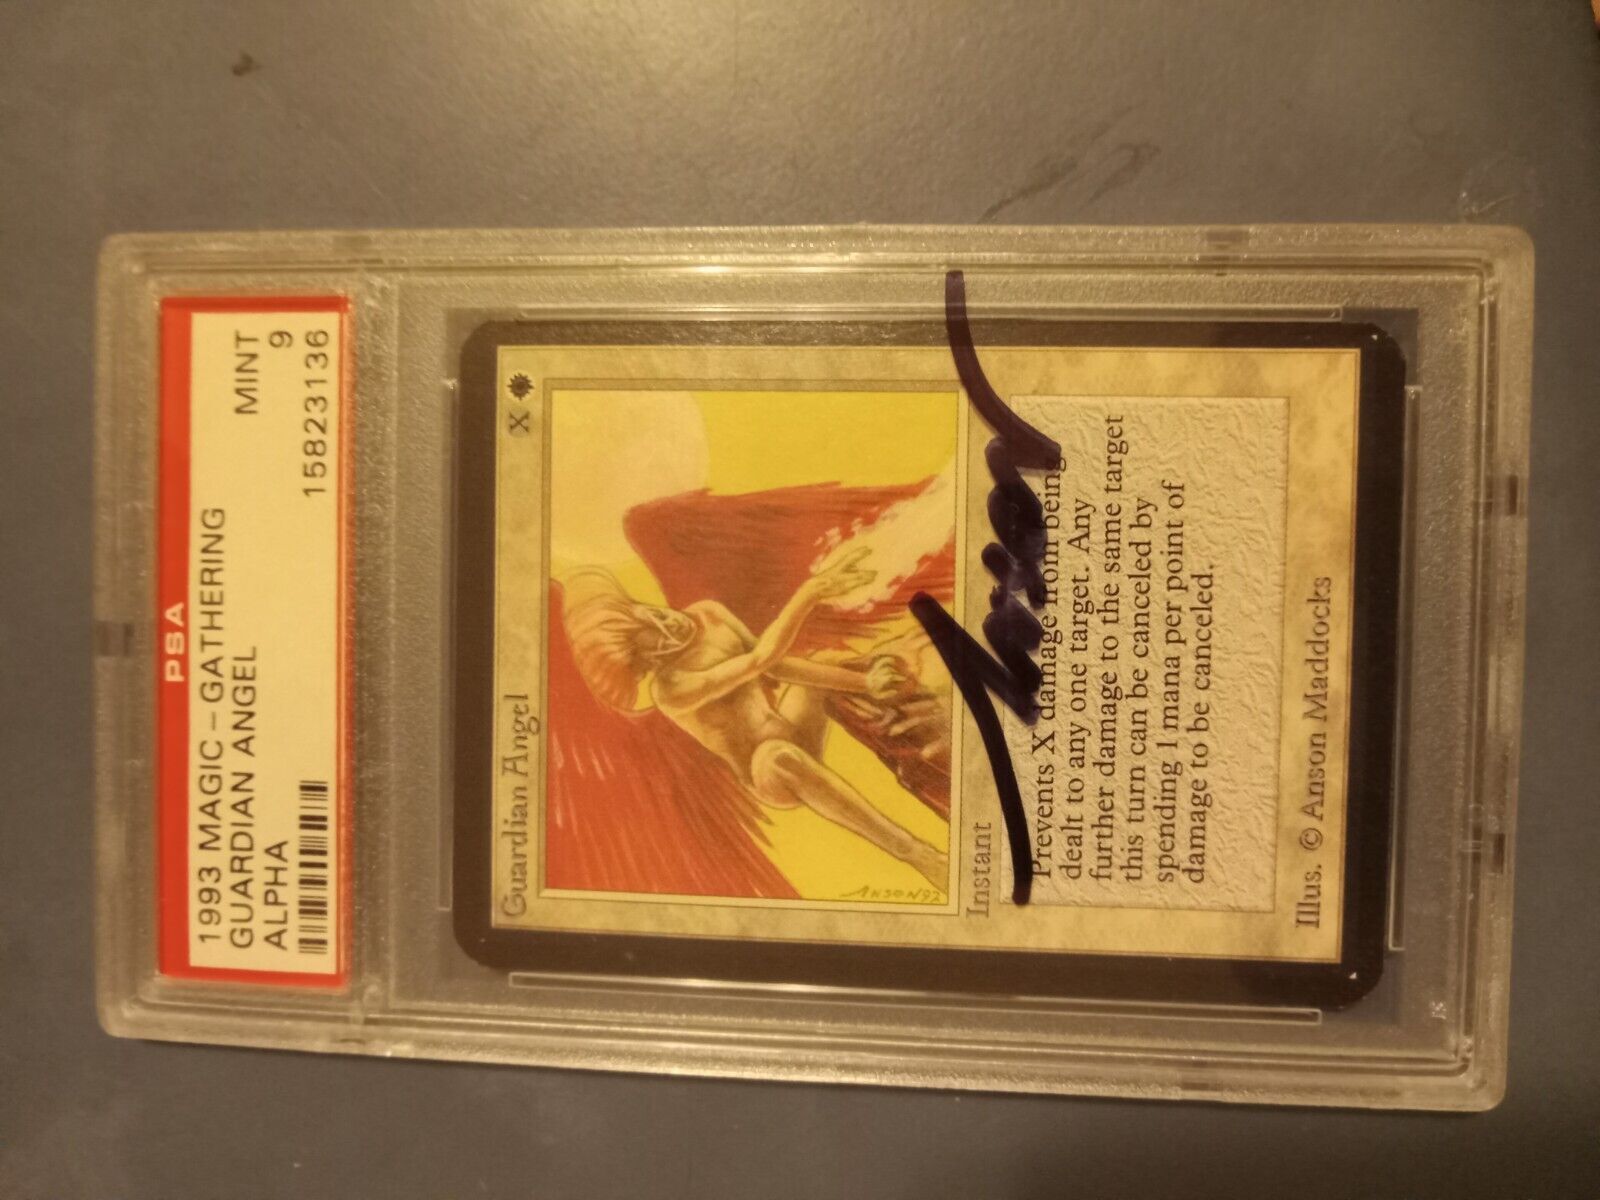 PSA
1993 MAGIC - GATHERING MINT
GUARDIAN ANGEL 9
ALPHA 15823136
Guardian Angel X
ANSON92
Instant
Prevents X damage from being
dealt to any one target. Any
further damage to the same target
this turn can be canceled by
spending 1 mana per point of
damage to be canceled.
Illus. © Anson Maddocks